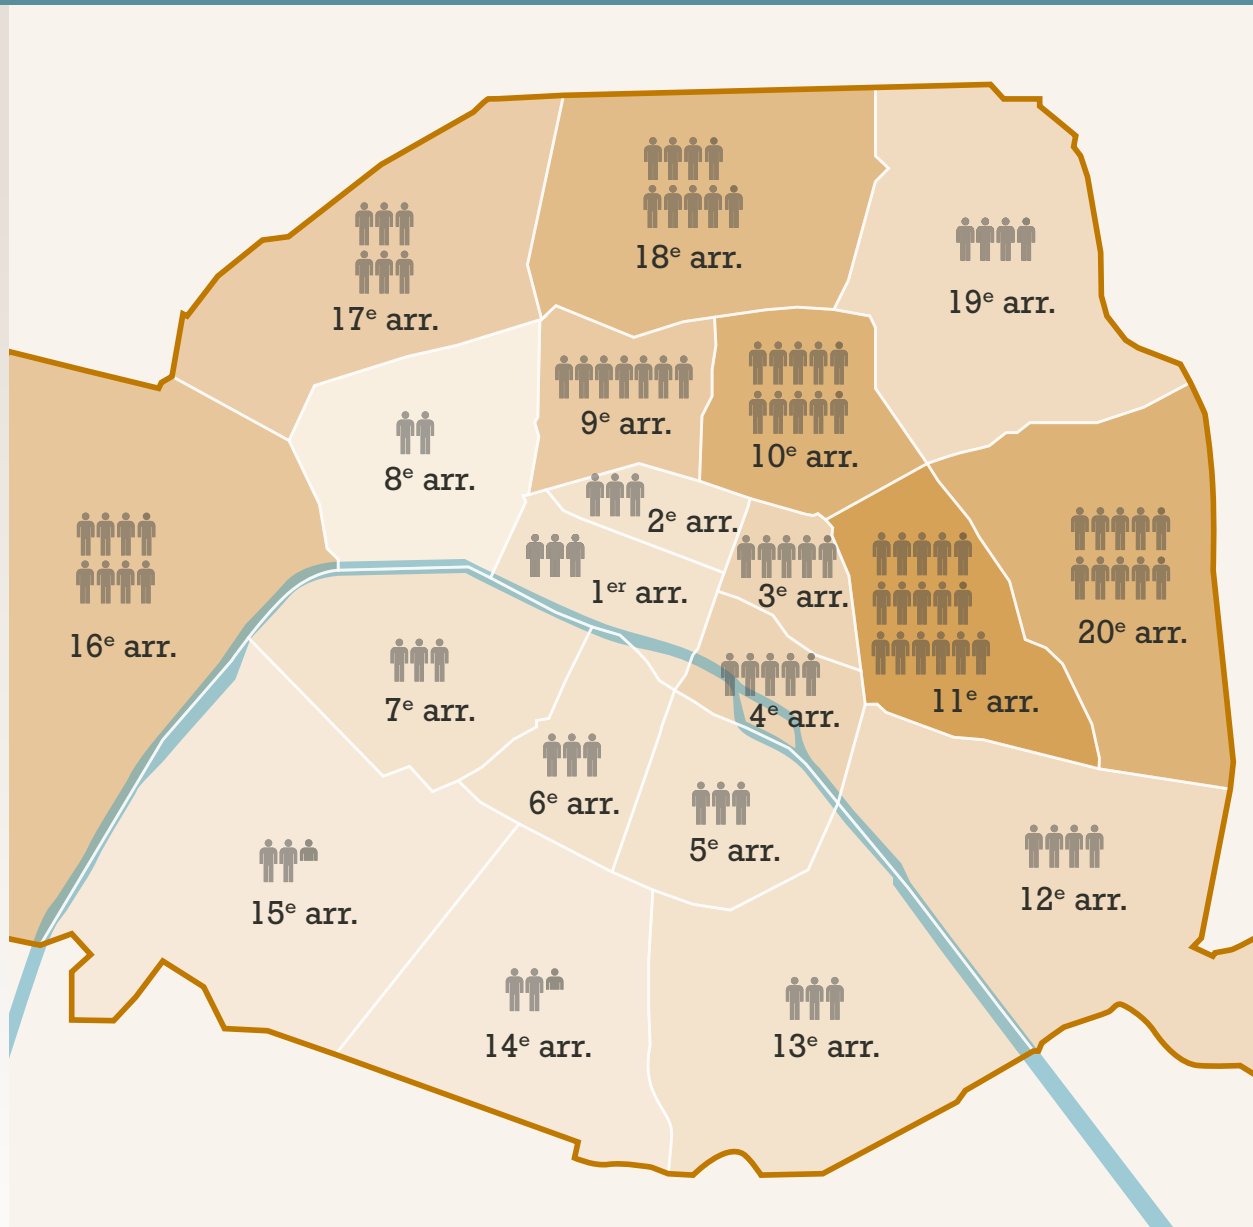 18ᵉ arr.
19ᵉ arr.
17ᵉ arr.
9ᵉ arr.
10ᵉ arr.
8ᵉ arr.
2ᵉ arr.
1ᵉʳ arr.
3ᵉ arr.
20ᵉ arr.
16ᵉ arr.
11ᵉ arr.
7ᵉ arr.
4ᵉ arr.
6ᵉ arr.
5ᵉ arr.
12ᵉ arr.
15ᵉ arr.
14ᵉ arr.
13ᵉ arr.